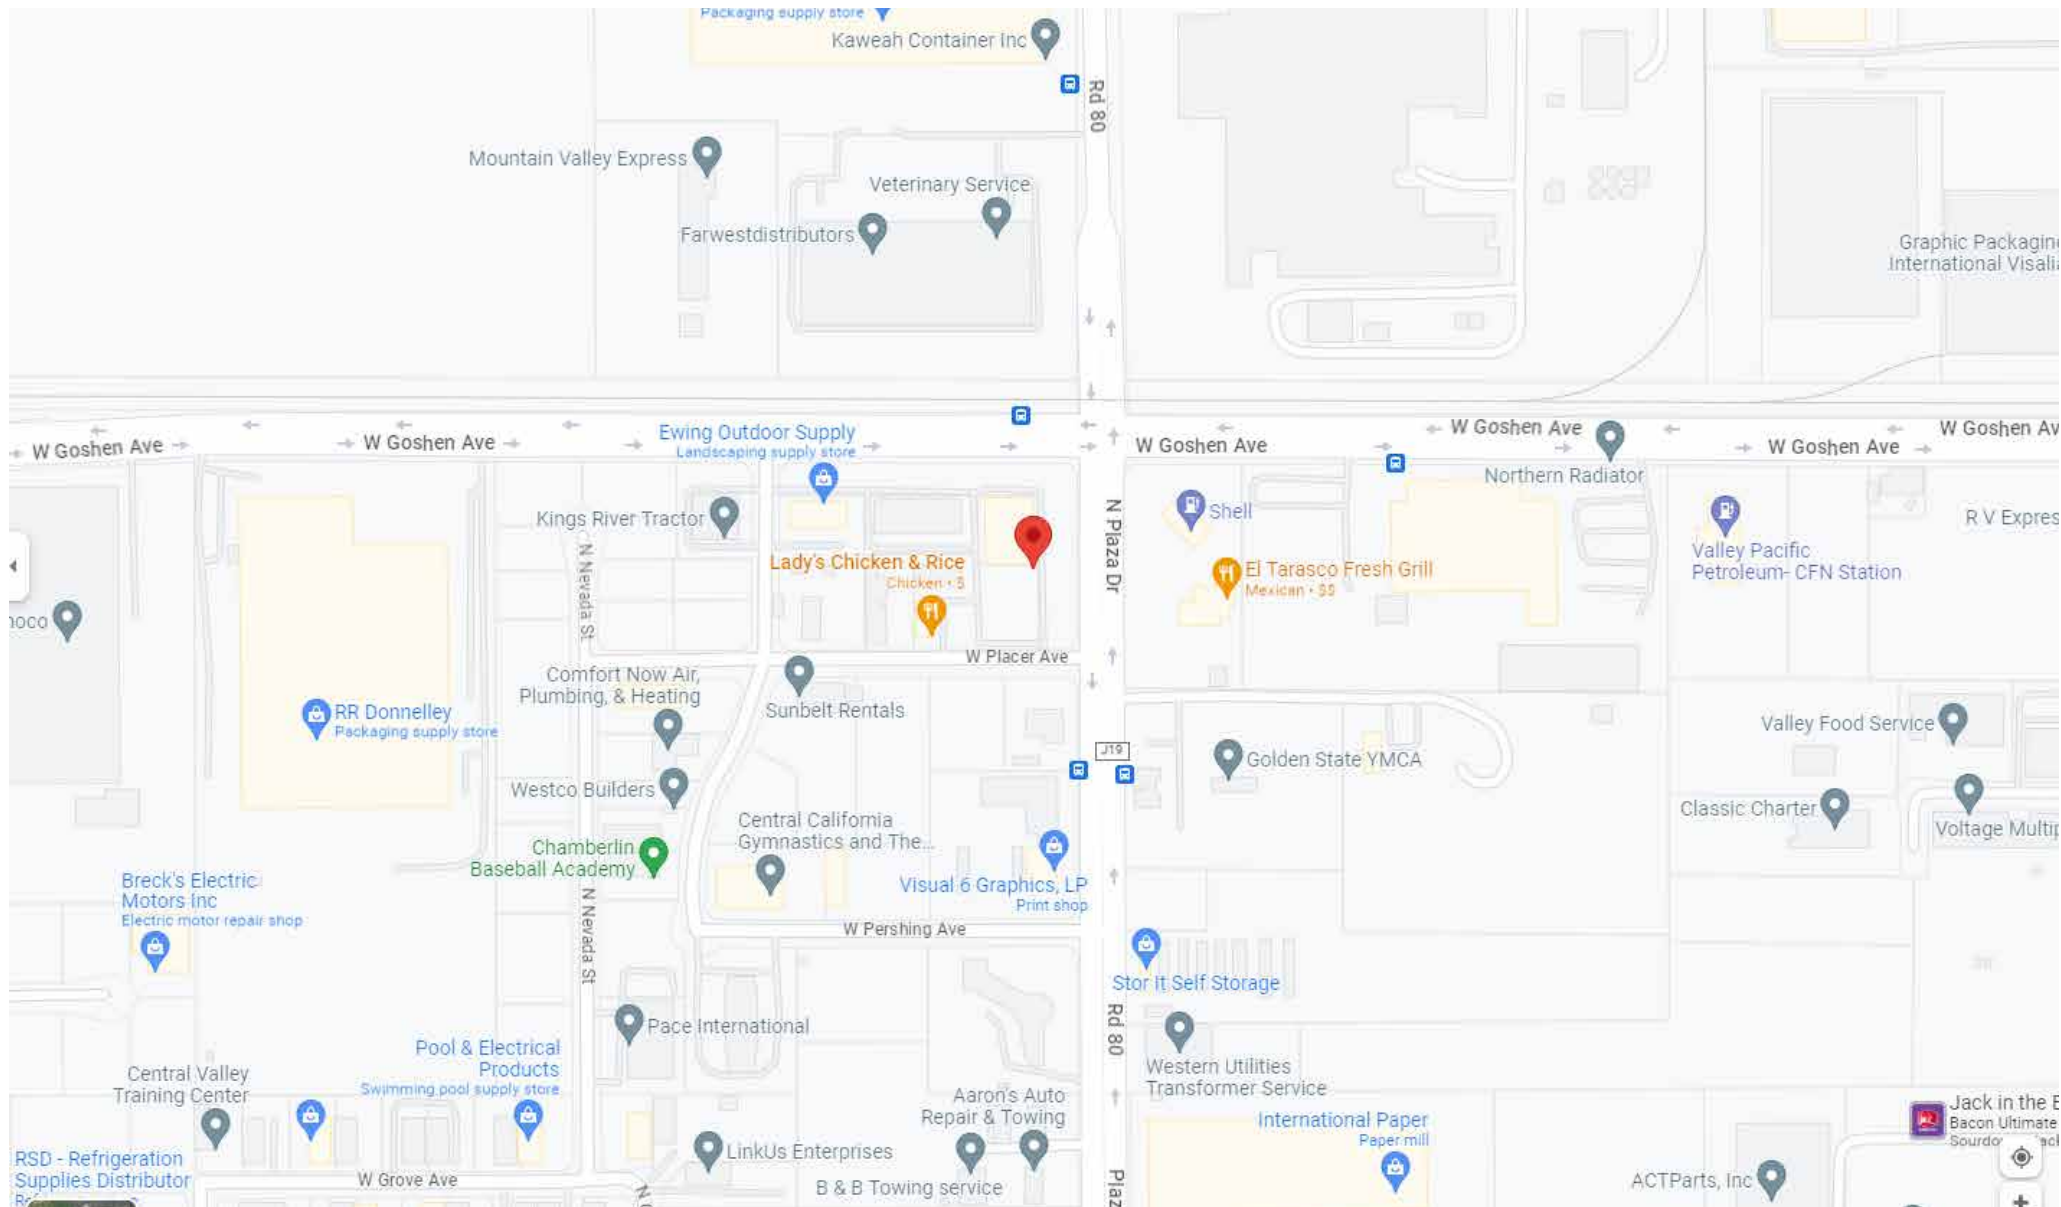 Packaging supply store
Kaweah Container Inc
Rd 80
Mountain Valley Express
Veterinary Service
Farwestdistributors
Graphic Packaging
International Visalia
W Goshen Ave
W Goshen Ave
Ewing Outdoor Supply
Landscaping supply store
W Goshen Ave
W Goshen Ave
W Goshen Ave
W Goshen Av
Northern Radiator
Kings River Tractor
N Plaza Dr
Shell
R V Expres
N Nevada St
Lady's Chicken & Rice
Chicken • $
El Tarasco Fresh Grill
Mexican • $$
Valley Pacific
Petroleum- CFN Station
noco
W Placer Ave
Comfort Now Air,
Plumbing, & Heating
Sunbelt Rentals
RR Donnelley
Packaging supply store
Valley Food Service
J19
Golden State YMCA
Westco Builders
Classic Charter
Voltage Multip
Central California
Gymnastics and The...
Chamberlin
Baseball Academy
Visual 6 Graphics, LP
Print shop
Breck's Electric
Motors Inc
Electric motor repair shop
N Nevada St
W Pershing Ave
Stor It Self Storage
Rd 80
Pace International
Pool & Electrical
Products
Swimming pool supply store
Western Utilities
Transformer Service
Central Valley
Training Center
Aaron's Auto
Repair & Towing
International Paper
Paper mill
Jack in the B
Bacon Ultimate
RSD - Refrigeration
Supplies Distributor
LinkUs Enterprises
W Grove Ave
B & B Towing service
Plaz
ACTParts, Inc